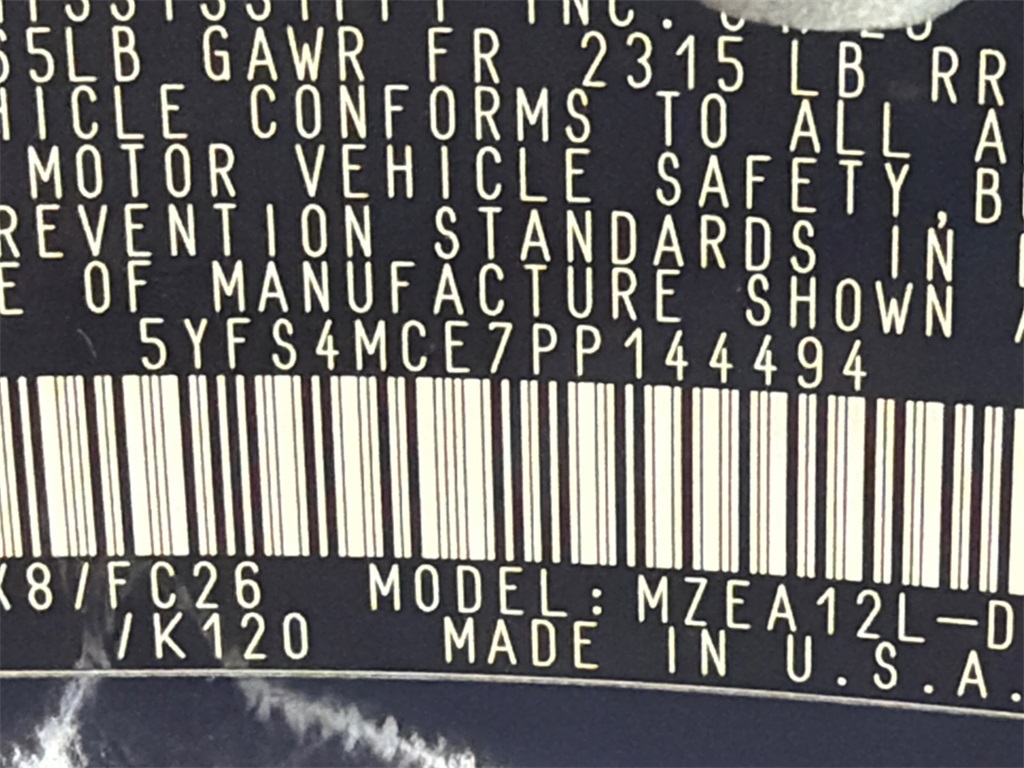 INC.
65LB GAWR FR 2315 LB RR
HICLE CONFORMS TO ALL A
MOTOR VEHICLE SAFETY, B
REVENTION STANDARDS IN
E OF MANUFACTURE SHOWN
5YFS4MCE7PP144494
X8/FC26 MODEL: MZEA12L-D
/K120 MADE IN U.S.A.